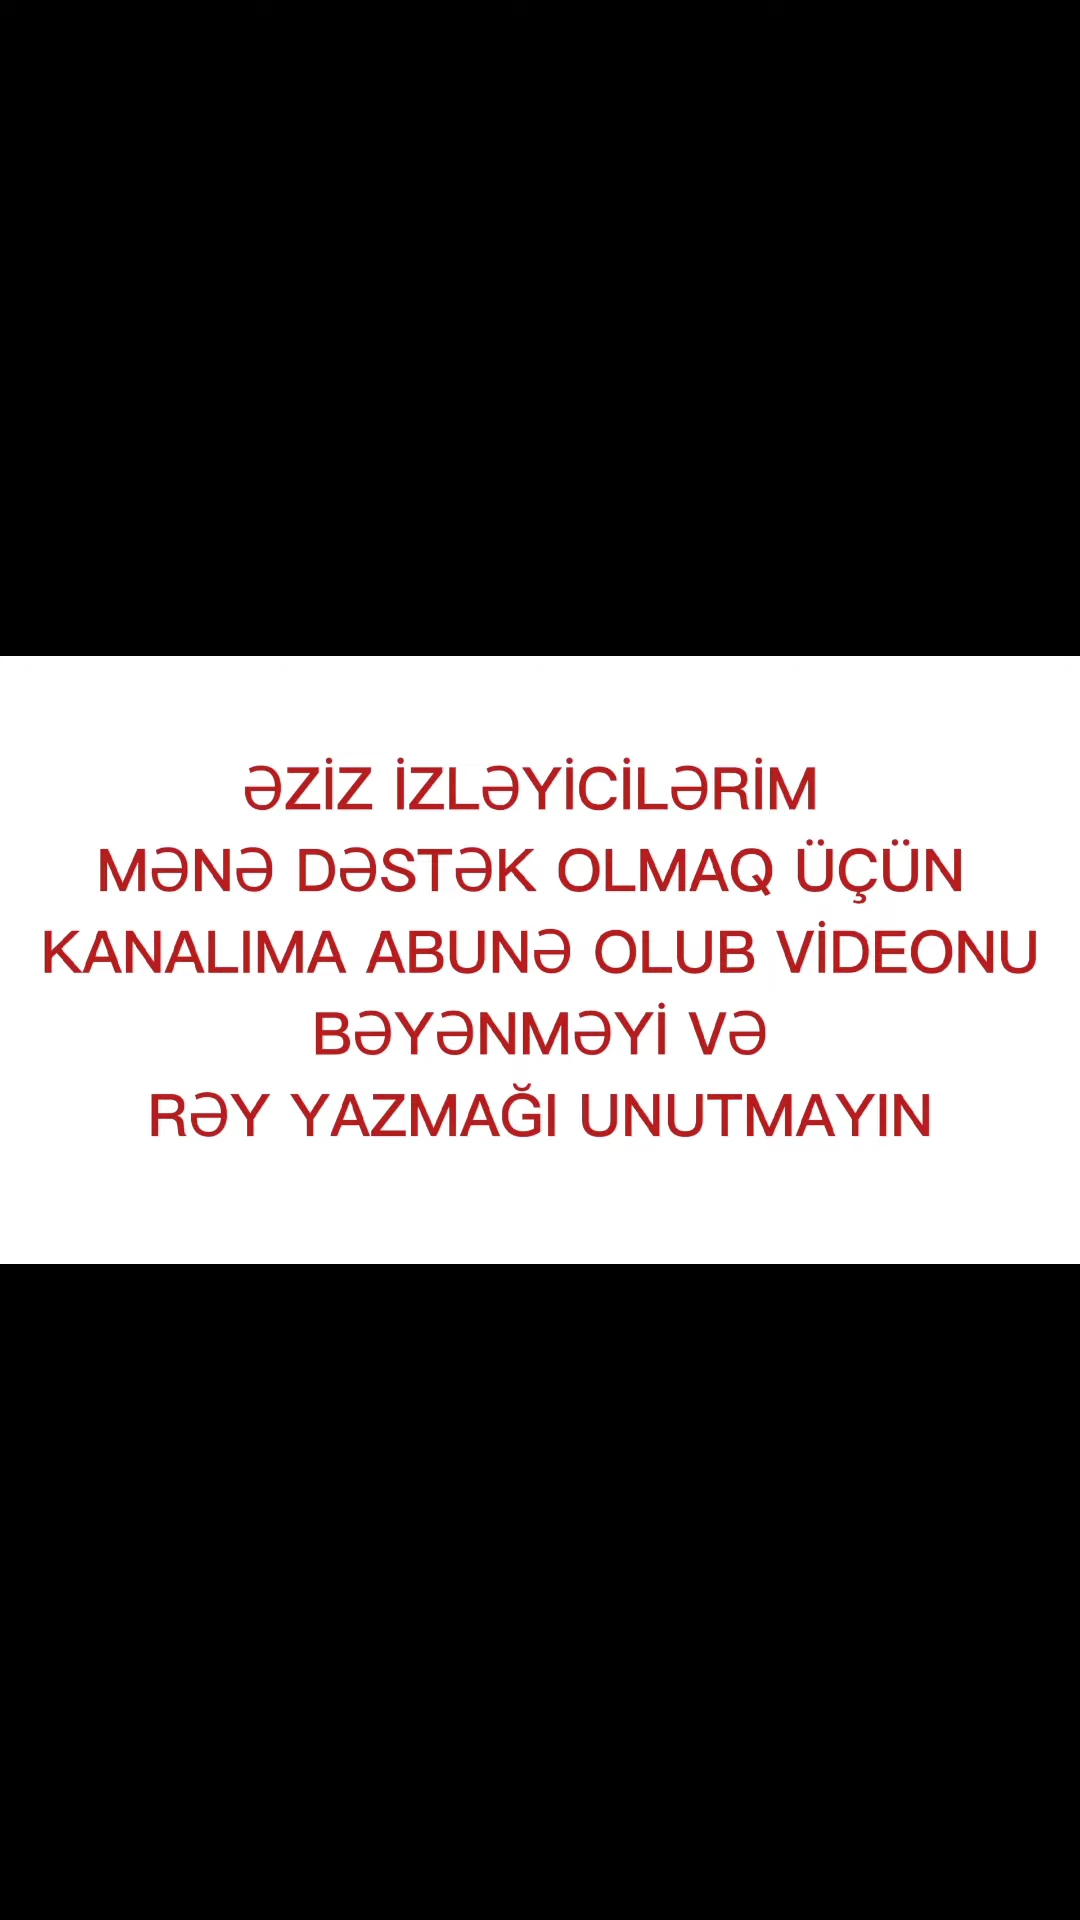 ƏZİZ İZLƏYİCİLƏRİM
MƏNƏ DƏSTƏK OLMAQ ÜÇÜN
KANALIMA ABUNƏ OLUB VİDEONU
BƏYƏNMƏYİ VƏ
RƏY YAZMAĞI UNUTMAYIN